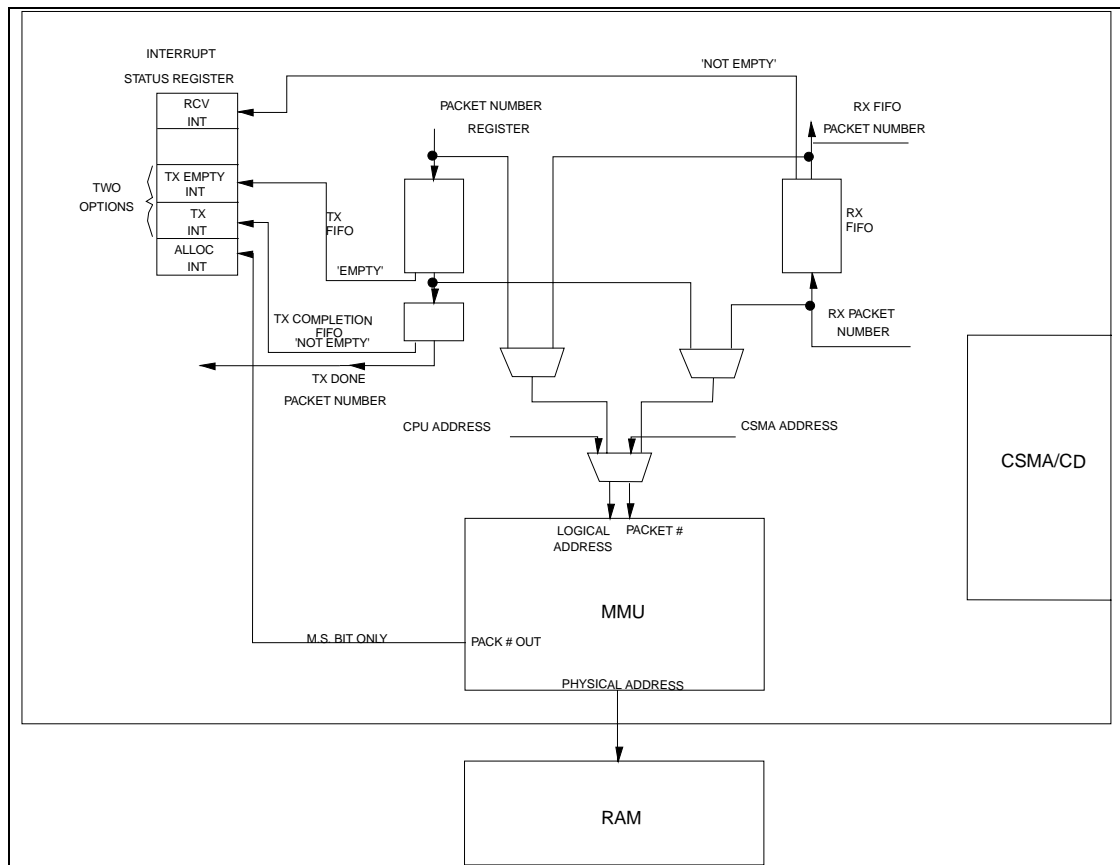 INTERRUPT
STATUS REGISTER
RCV
INT
TX EMPTY
INT
TX
INT
ALLOC
INT
TWO
OPTIONS
'NOT EMPTY'
PACKET NUMBER
REGISTER
RX FIFO
PACKET NUMBER
TX
FIFO
RX
FIFO
'EMPTY'
TX COMPLETION
FIFO
'NOT EMPTY'
TX DONE
PACKET NUMBER
RX PACKET
NUMBER
CPU ADDRESS
CSMA ADDRESS
CSMA/CD
LOGICAL
ADDRESS
PACKET #
MMU
M.S. BIT ONLY
PACK # OUT
PHYSICAL ADDRESS
RAM